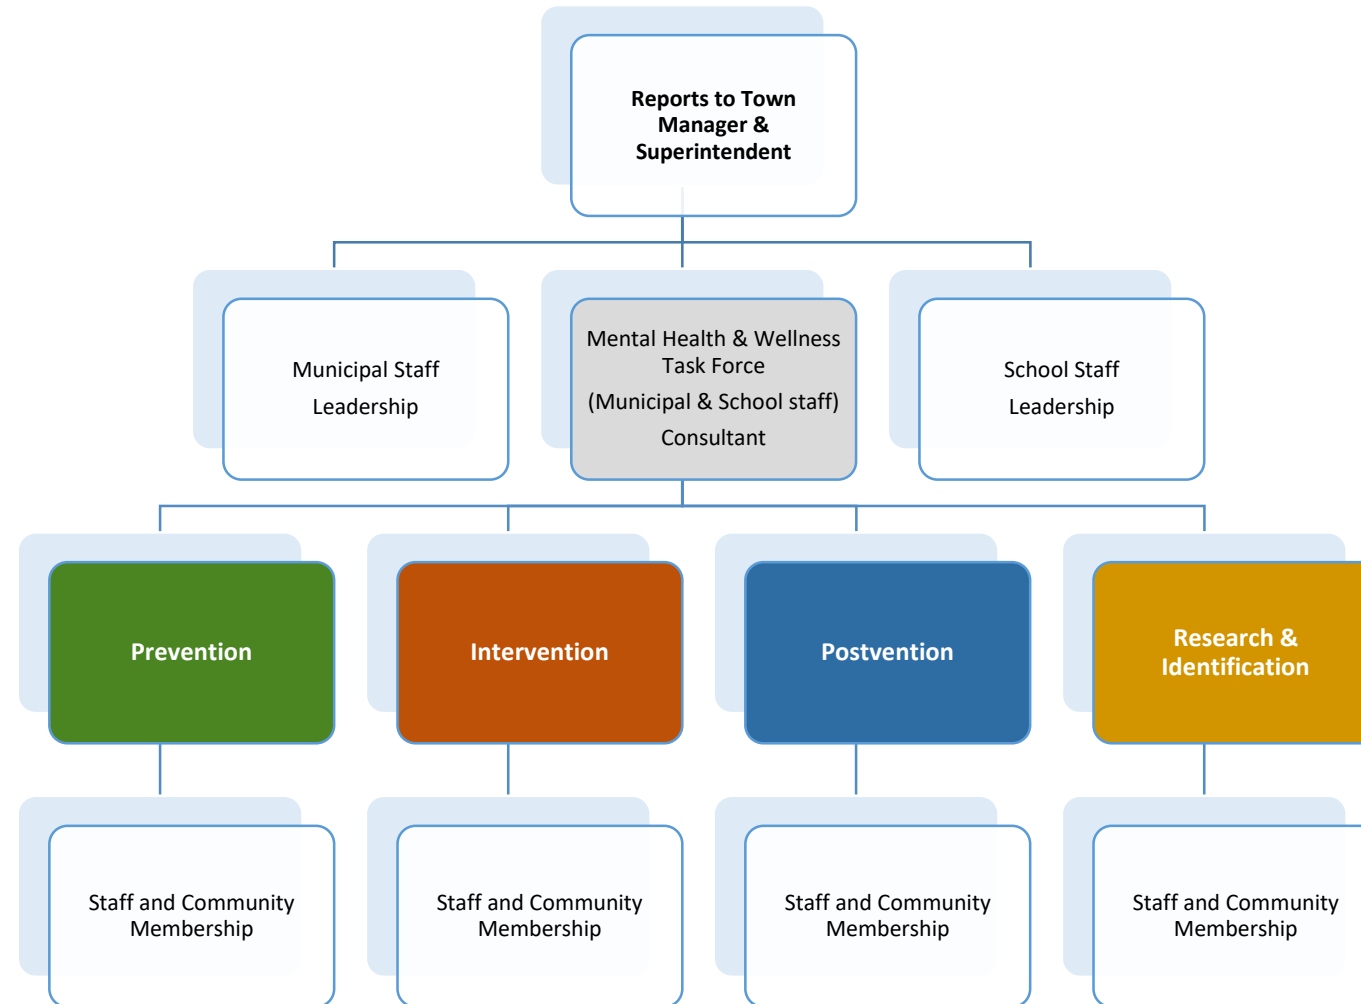 Reports to Town
Manager &
Superintendent
Municipal Staff
Leadership
Mental Health & Wellness
Task Force
(Municipal & School staff)
Consultant
School Staff
Leadership
Prevention
Intervention
Postvention
Research &
Identification
Staff and Community
Membership
Staff and Community
Membership
Staff and Community
Membership
Staff and Community
Membership